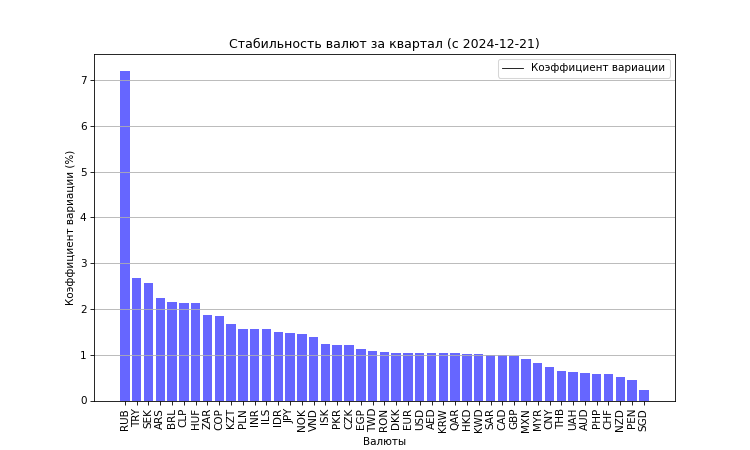 Стабильность валют за квартал (с 2024-12-21)
Коэффициент вариации
Коэффициент вариации (%)
7
6
5
4
3
2
1
0
RUB TRY SEK ARS BRL CLP HUF ZAR COP KZT PLN INR ILS IDR JPY NOK VND ISK PKR CZK EGP TWD RON DKK EUR USD AED KRW QAR HKD KWD SAR CAD GBP MXN MYR CNY THB UAH AUD PHP CHF NZD PEN SGD
Валюты